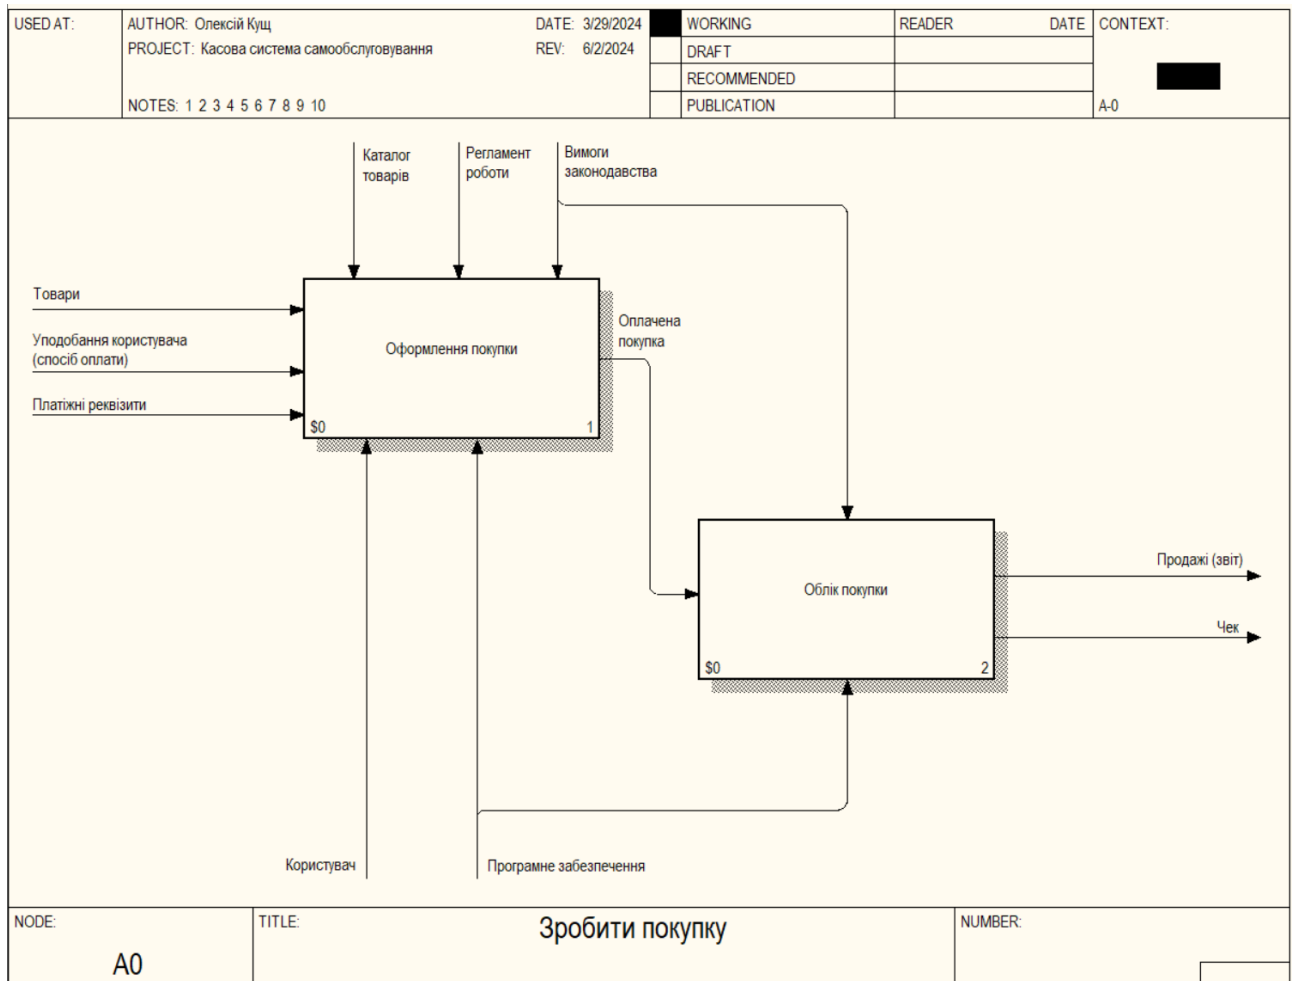 USED AT:
AUTHOR: Олексій Кущ
DATE: 3/29/2024
WORKING
READER
DATE
CONTEXT:
PROJECT: Касова система самообслуговування
REV: 6/2/2024
DRAFT
RECOMMENDED
NOTES: 1 2 3 4 5 6 7 8 9 10
PUBLICATION
A-0
Каталог
товарів
Регламент
роботи
Вимоги
законодавства
Товари
Уподобання користувача
(спосіб оплати)
Платіжні реквізити
Оформлення покупки
$0
1
Оплачена
покупка
Облік покупки
$0
2
Продажі (звіт)
Чек
Користувач
Програмне забезпечення
NODE:
A0
TITLE:
Зробити покупку
NUMBER: